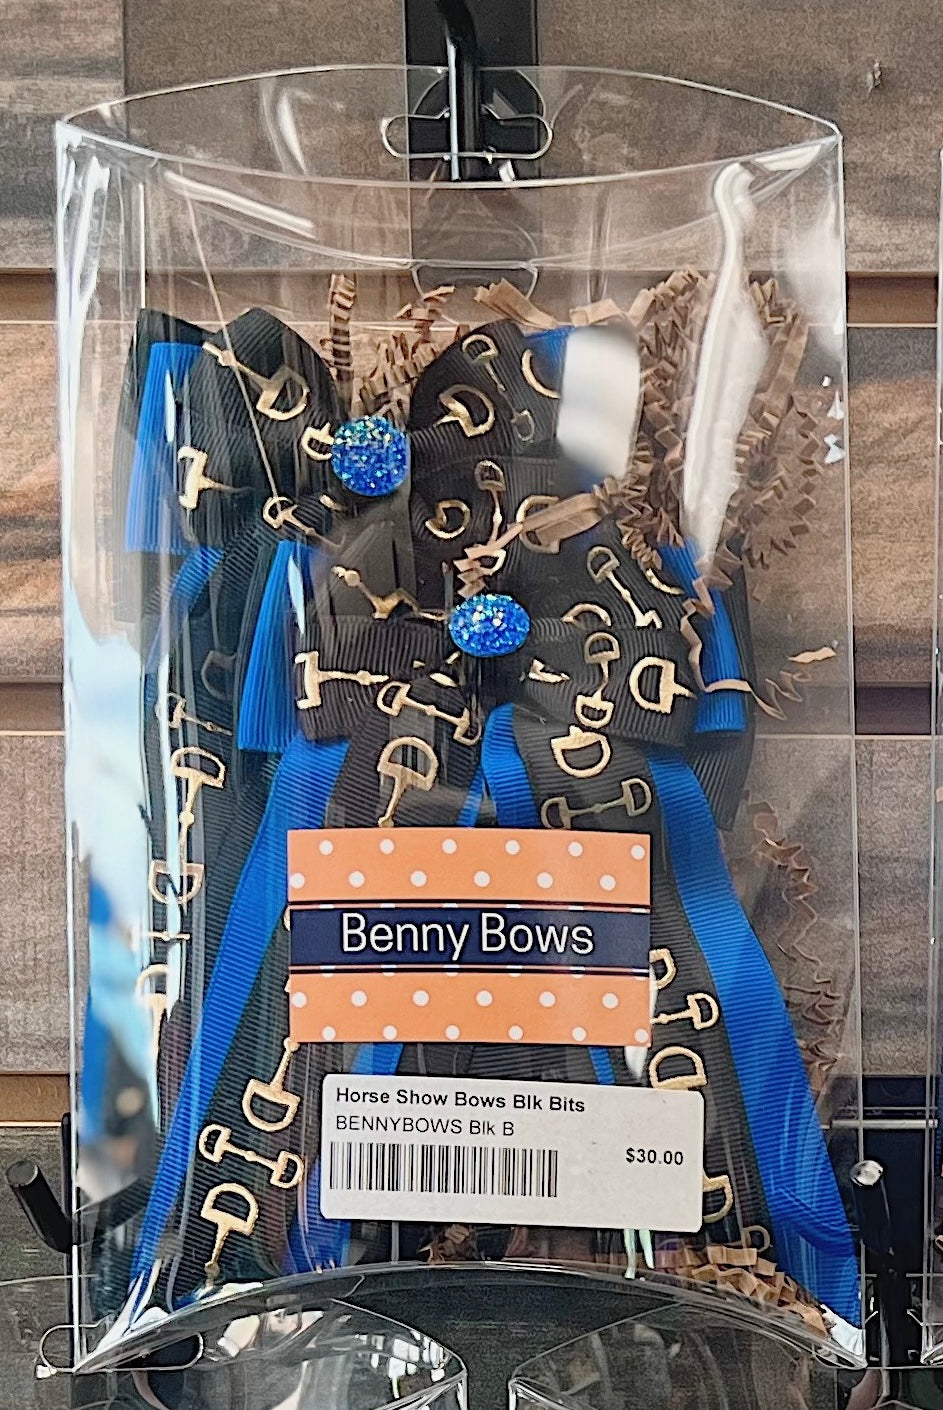 Benny Bows
Horse Show Bows Blk Bits
BENNYBOWS Blk B
$30.00